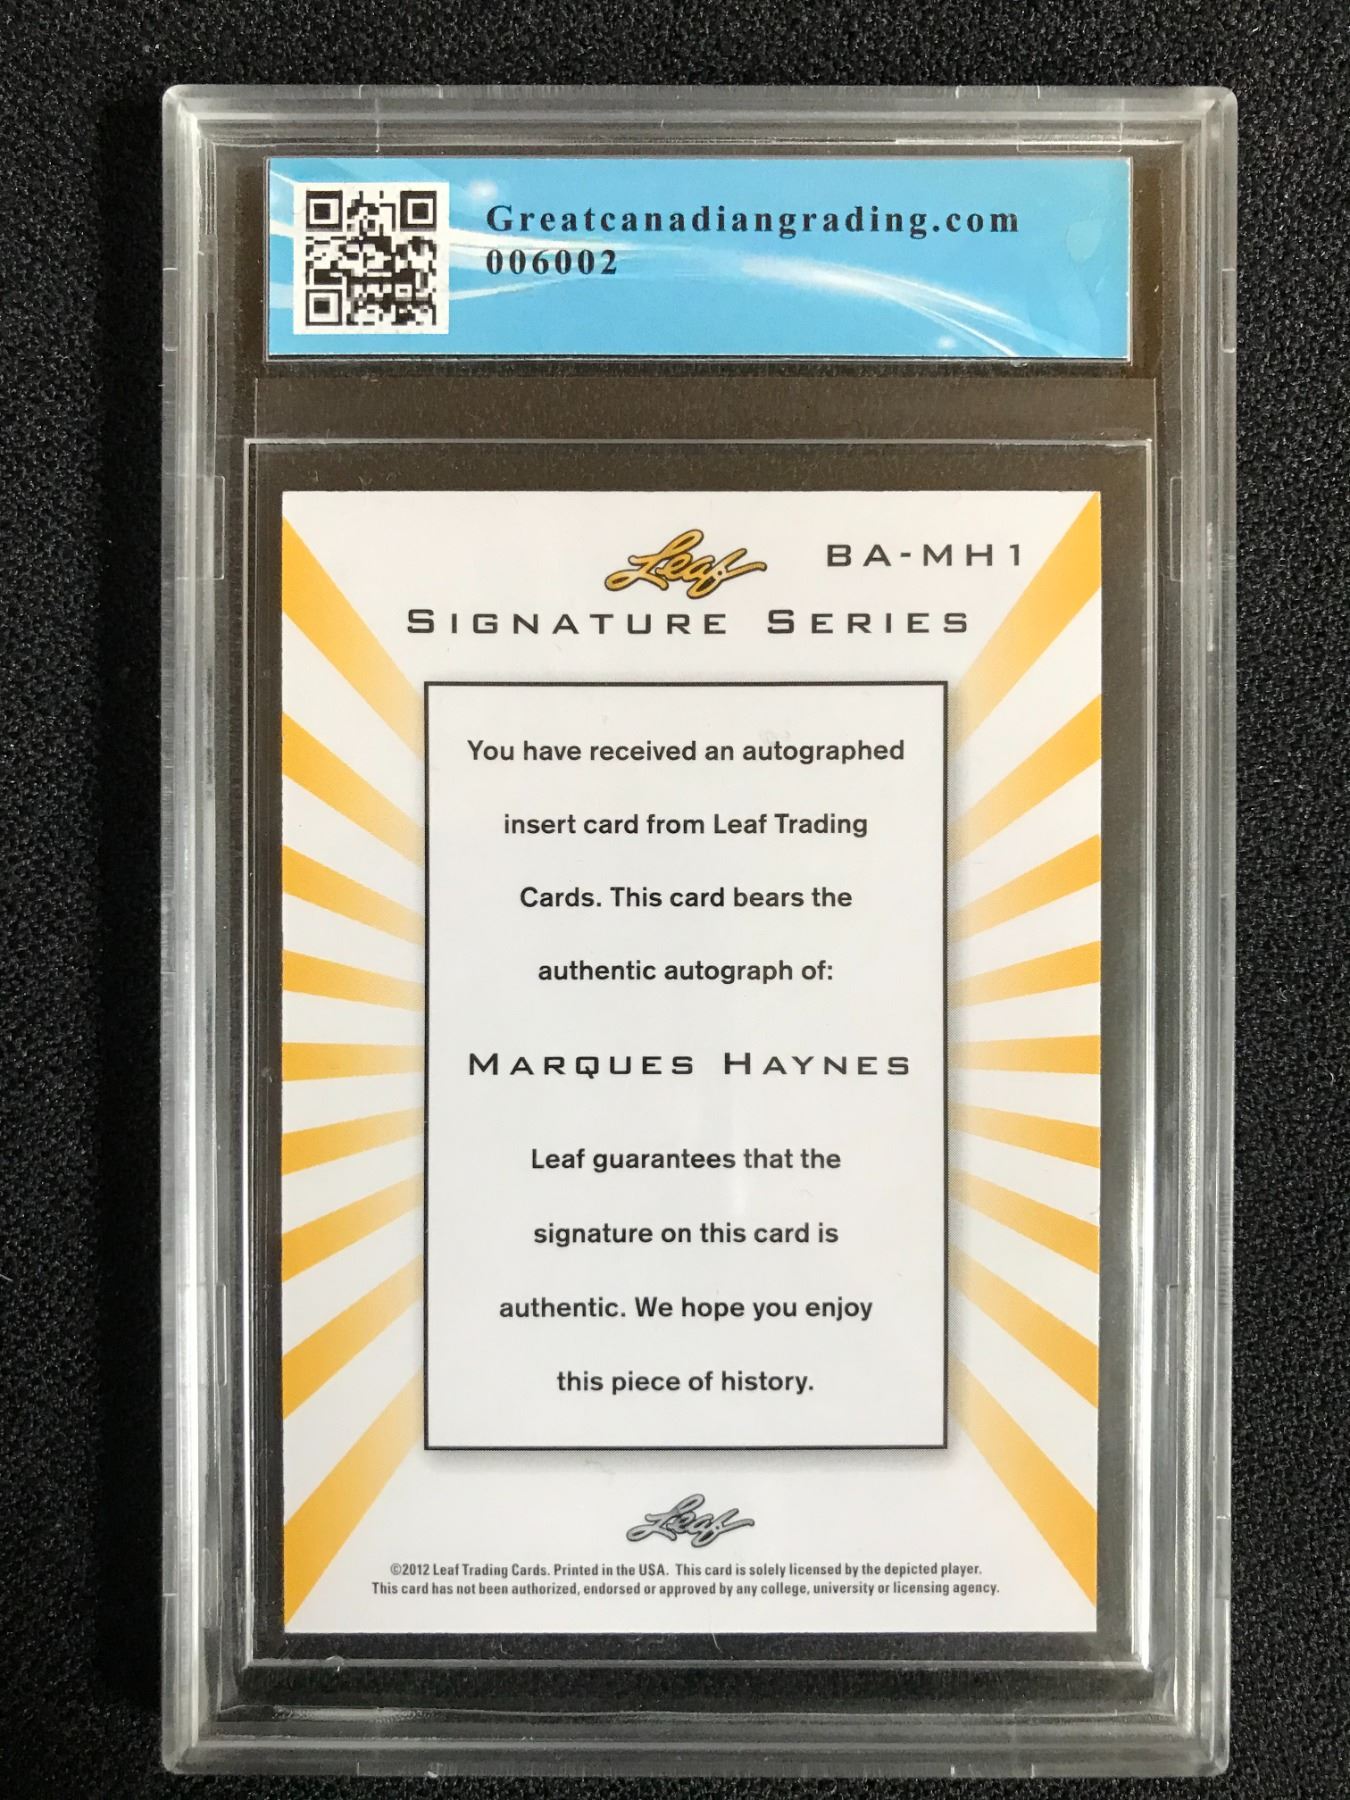 Greatcanadiangrading.com
006002
Leaf
BA-MH1
SIGNATURE SERIES
You have received an autographed
insert card from Leaf Trading
Cards. This card bears the
authentic autograph of:
MARQUES HAYNES
Leaf guarantees that the
signature on this card is
authentic. We hope you enjoy
this piece of history.
Leaf
©2012 Leaf Trading Cards. Printed in the USA. This card is solely licensed by the depicted player.
This card has not been authorized, endorsed or approved by any college, university or licensing agency.